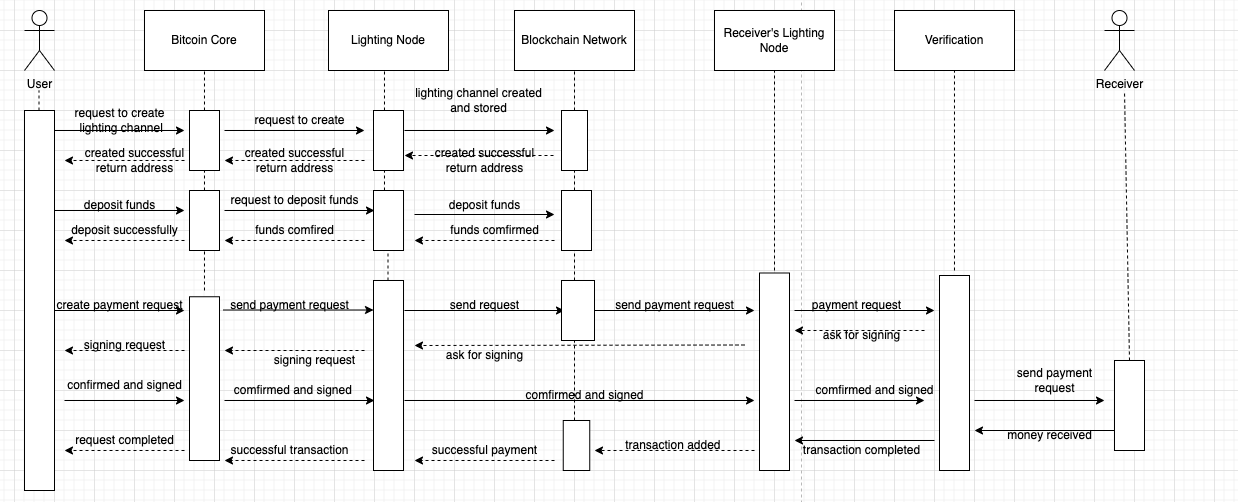 Bitcoin Core
Lighting Node
Blockchain Network
Receiver's Lighting
Node
Verification
User
Receiver
request to create
lighting channel
request to create
lighting channel created
and stored
created successful
return address
created successful
return address
created successful
return address
deposit funds
request to deposit funds
deposit funds
deposit successfully
funds comfired
funds comfirmed
create payment request
send payment request
send request
send payment request
payment request
ask for signing
signing request
signing request
ask for signing
confirmed and signed
comfirmed and signed
comfirmed and signed
comfirmed and signed
send payment
request
money received
request completed
successful transaction
successful payment
transaction added
transaction completed